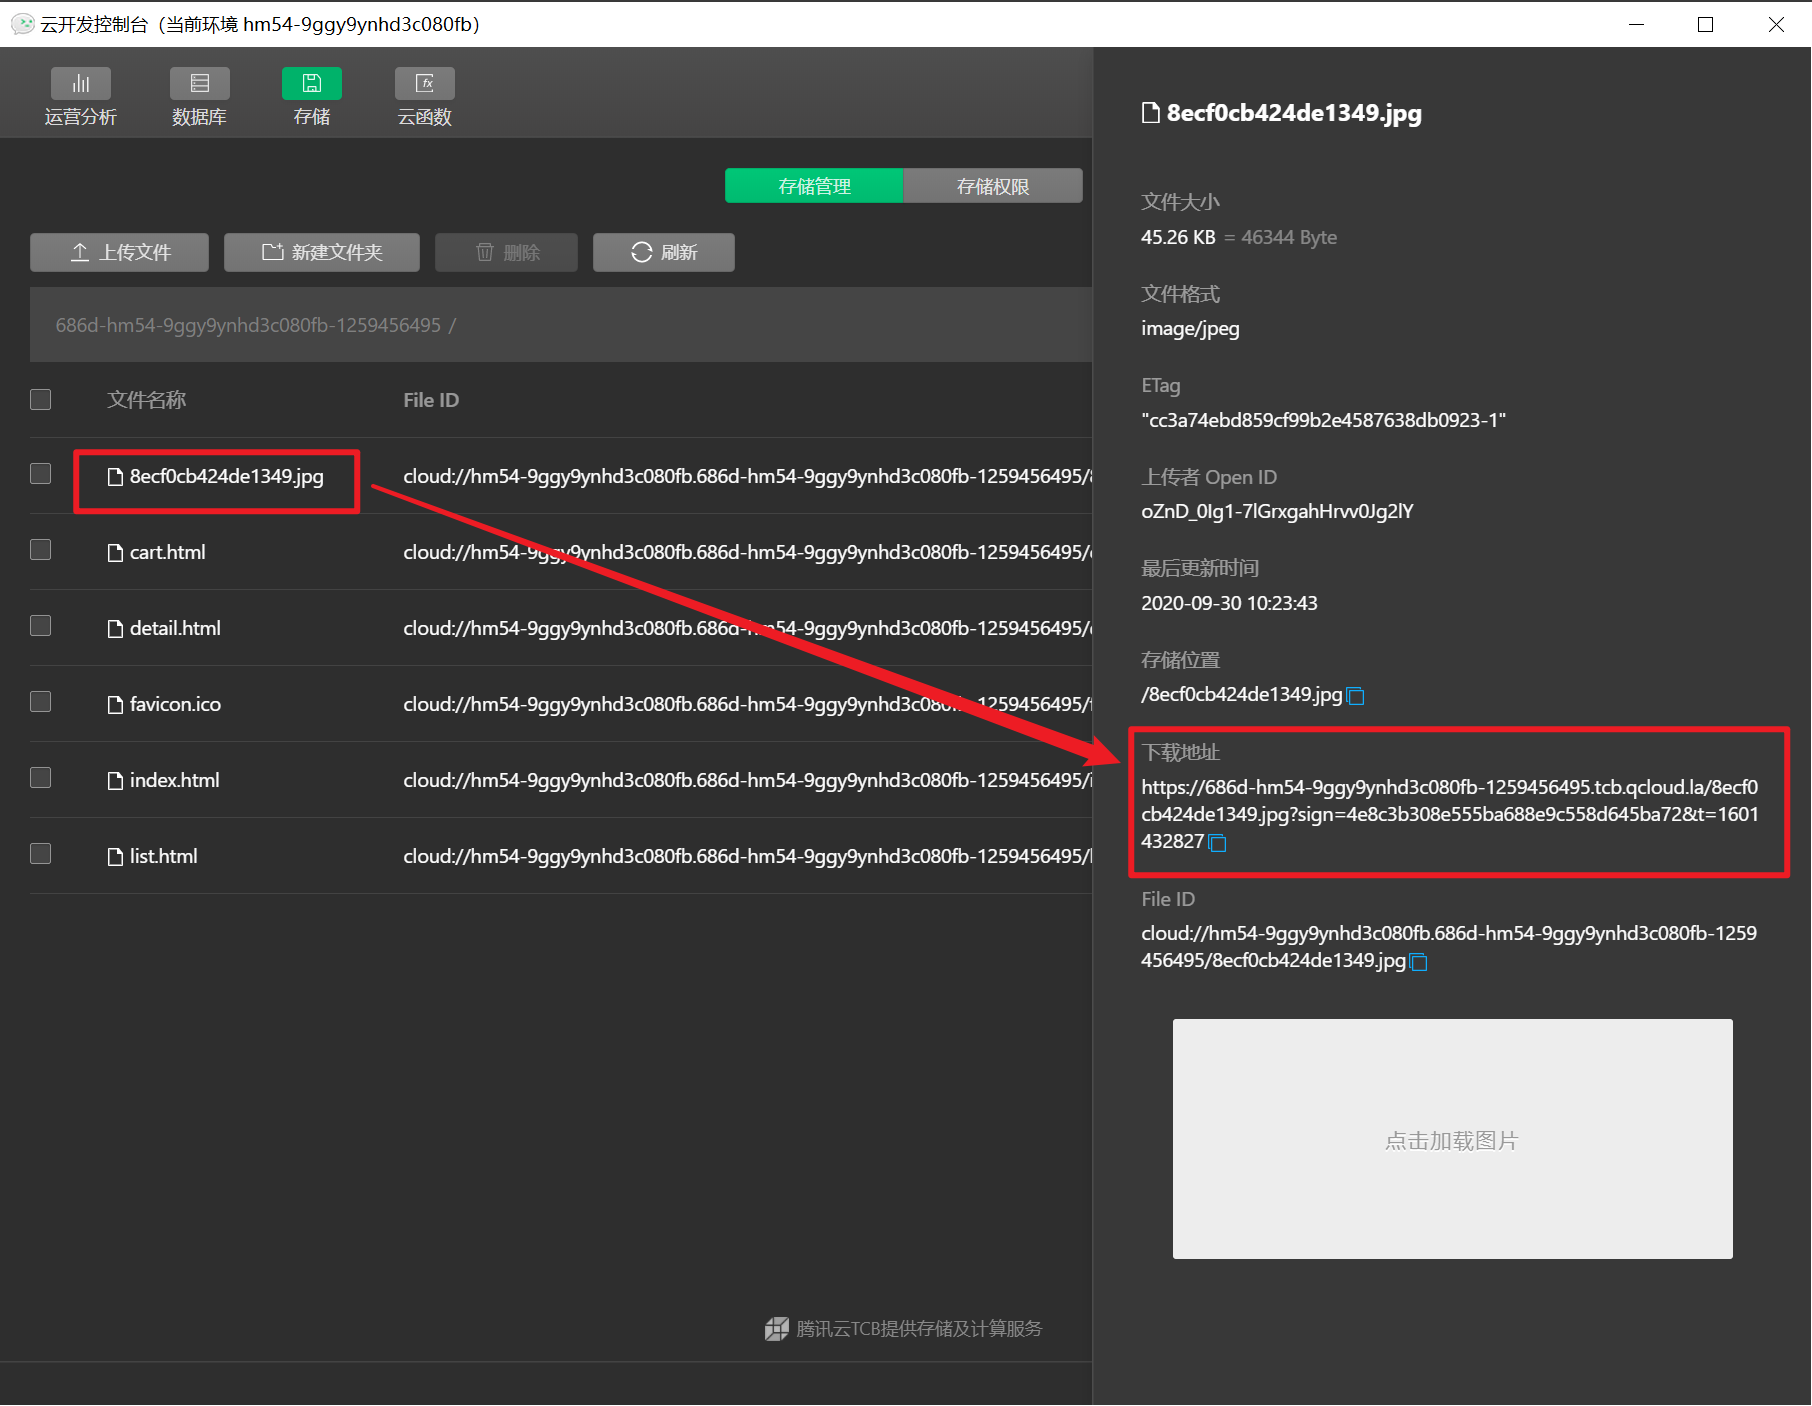 云开发控制台（当前环境 hm54-9ggy9ynhd3c080fb）
运营分析
数据库
存储
fx
云函数
存储管理
存储权限
上传文件
新建文件夹
删除
刷新
686d-hm54-9ggy9ynhd3c080fb-1259456495 /
文件名称
File ID
8ecf0cb424de1349.jpg
cloud://hm54-9ggy9ynhd3c080fb.686d-hm54-9ggy9ynhd3c080fb-1259456495/8
cart.html
cloud://hm54-9ggy9ynhd3c080fb.686d-hm54-9ggy9ynhd3c080fb-1259456495/c
detail.html
cloud://hm54-9ggy9ynhd3c080fb.686d-hm54-9ggy9ynhd3c080fb-1259456495/d
favicon.ico
cloud://hm54-9ggy9ynhd3c080fb.686d-hm54-9ggy9ynhd3c080fb-1259456495/f
index.html
cloud://hm54-9ggy9ynhd3c080fb.686d-hm54-9ggy9ynhd3c080fb-1259456495/i
list.html
cloud://hm54-9ggy9ynhd3c080fb.686d-hm54-9ggy9ynhd3c080fb-1259456495/l
腾讯云TCB提供存储及计算服务
8ecf0cb424de1349.jpg
文件大小
45.26 KB = 46344 Byte
文件格式
image/jpeg
ETag
"cc3a74ebd859cf99b2e4587638db0923-1"
上传者 Open ID
oZnD_0Ig1-7lGrxgahHrvv0Jg2lY
最后更新时间
2020-09-30 10:23:43
存储位置
/8ecf0cb424de1349.jpg
下载地址
https://686d-hm54-9ggy9ynhd3c080fb-1259456495.tcb.qcloud.la/8ecf0
cb424de1349.jpg?sign=4e8c3b308e555ba688e9c558d645ba72&t=1601
432827
File ID
cloud://hm54-9ggy9ynhd3c080fb.686d-hm54-9ggy9ynhd3c080fb-1259
456495/8ecf0cb424de1349.jpg
点击加载图片